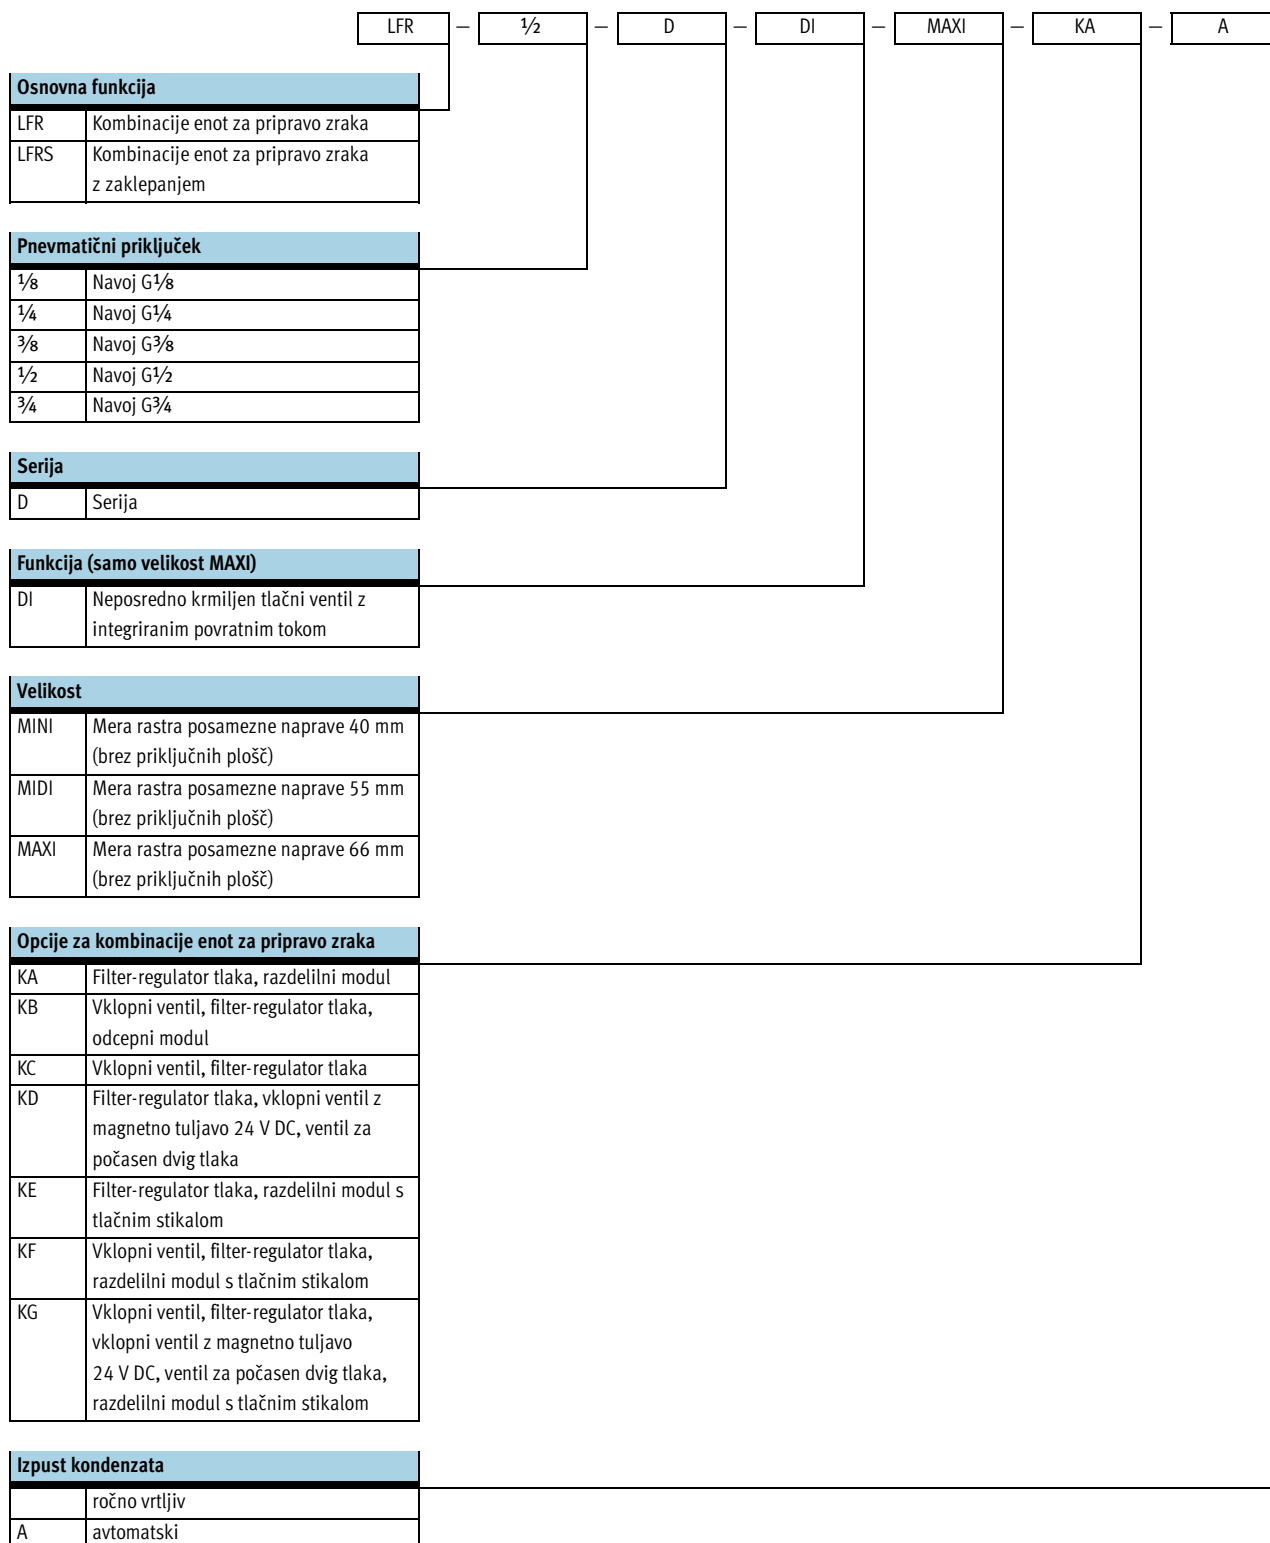 LFR – ½ – D – DI – MAXI – KA – A
Osnovna funkcija
LFR Kombinacije enot za pripravo zraka
LFRS Kombinacije enot za pripravo zraka
z zaklepanjem
Pnevmatični priključek
⅛ Navoj G⅛
¼ Navoj G¼
⅜ Navoj G⅜
½ Navoj G½
¾ Navoj G¾
Serija
D Serija
Funkcija (samo velikost MAXI)
DI Neposredno krmiljen tlačni ventil z
integriranim povratnim tokom
Velikost
MINI Mera rastra posamezne naprave 40 mm
(brez priključnih plošč)
MIDI Mera rastra posamezne naprave 55 mm
(brez priključnih plošč)
MAXI Mera rastra posamezne naprave 66 mm
(brez priključnih plošč)
Opcije za kombinacije enot za pripravo zraka
KA Filter-regulator tlaka, razdelilni modul
KB Vklopni ventil, filter-regulator tlaka,
odcepni modul
KC Vklopni ventil, filter-regulator tlaka
KD Filter-regulator tlaka, vklopni ventil z
magnetno tuljavo 24 V DC, ventil za
počasen dvig tlaka
KE Filter-regulator tlaka, razdelilni modul s
tlačnim stikalom
KF Vklopni ventil, filter-regulator tlaka,
razdelilni modul s tlačnim stikalom
KG Vklopni ventil, filter-regulator tlaka,
vklopni ventil z magnetno tuljavo
24 V DC, ventil za počasen dvig tlaka,
razdelilni modul s tlačnim stikalom
Izpust kondenzata
ročno vrtljiv
A avtomatski